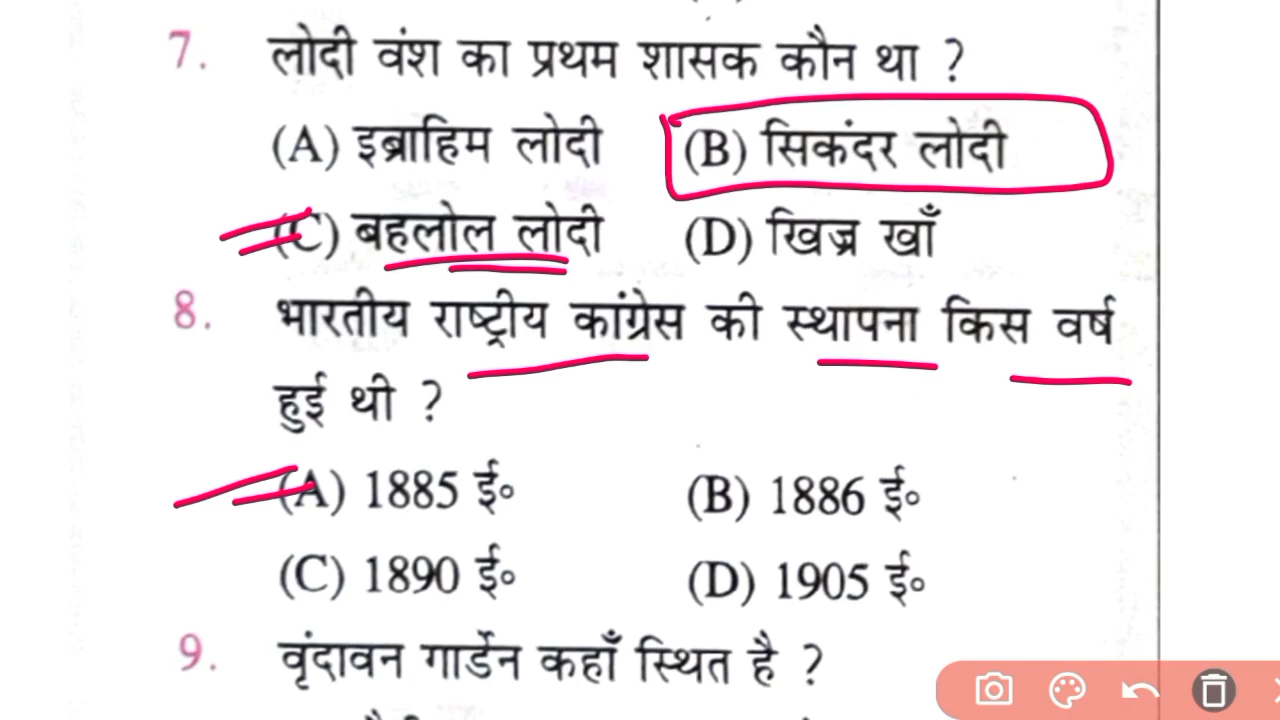 7. लोदी वंश का प्रथम शासक कौन था ?
(A) इब्राहिम लोदी (B) सिकंदर लोदी
(C) बहलोल लोदी (D) खिज्र खाँ
8. भारतीय राष्ट्रीय कांग्रेस की स्थापना किस वर्ष
हुई थी ?
(A) 1885 ई० (B) 1886 ई०
(C) 1890 ई० (D) 1905 ई०
9. वृंदावन गार्डेन कहाँ स्थित है ?